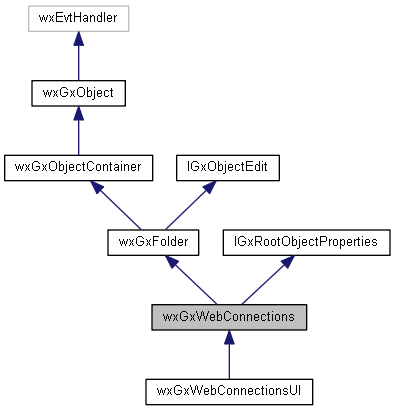 wxEvtHandler
wxGxObject
wxGxObjectContainer
IGxObjectEdit
wxGxFolder
IGxRootObjectProperties
wxGxWebConnections
wxGxWebConnectionsUI